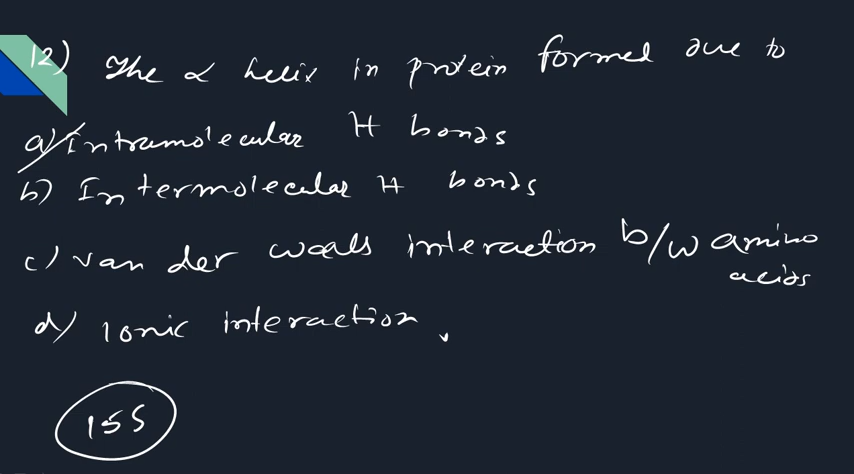 12) The α helix in protein formed due to
a) Intramolecular H bonds
b) Intermolecular H bonds
c) van der waals interaction b/w amino
acids
d) Ionic interaction.
155